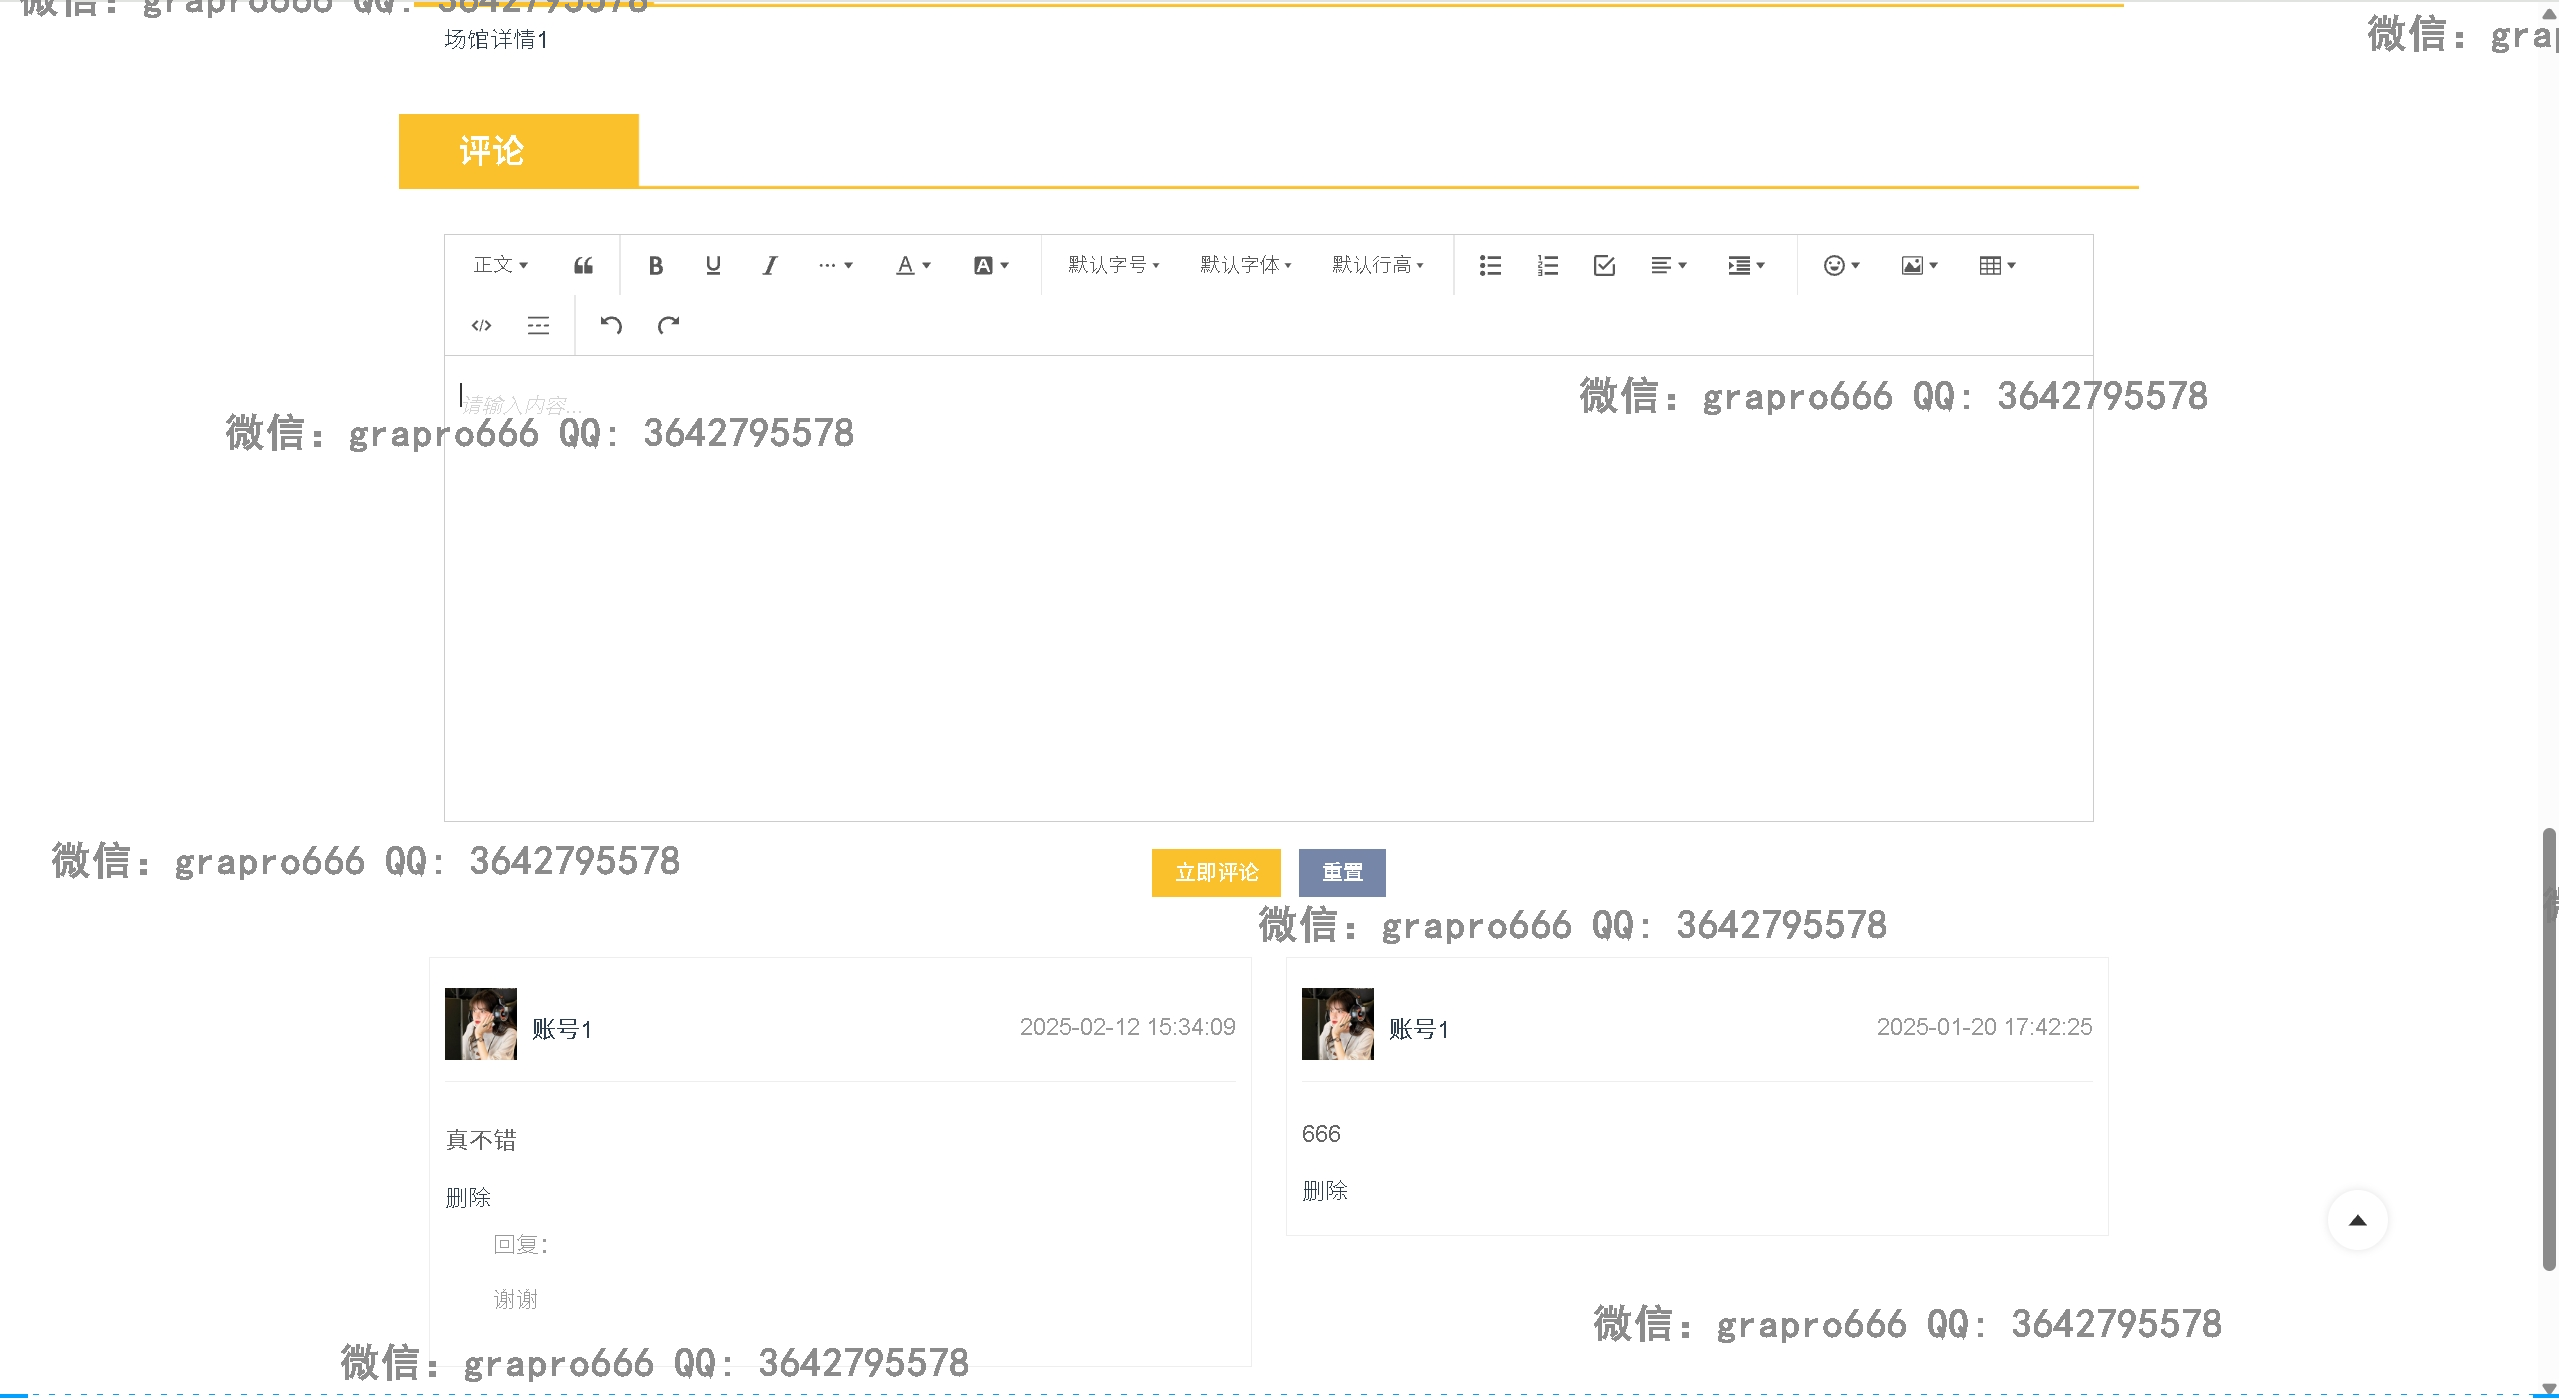 微信: grapro666 QQ: 3642795578
微信: grap
场馆详情1
评论
正文
默认字号 默认字体 默认行高
请输入内容...
微信: grapro666 QQ: 3642795578
微信: grapro666 QQ: 3642795578
微信: grapro666 QQ: 3642795578
立即评论 重置
微信: grapro666 QQ: 3642795578
账号1 2025-02-12 15:34:09
真不错
删除
回复:
谢谢
账号1 2025-01-20 17:42:25
666
删除
微信: grapro666 QQ: 3642795578
微信: grapro666 QQ: 3642795578